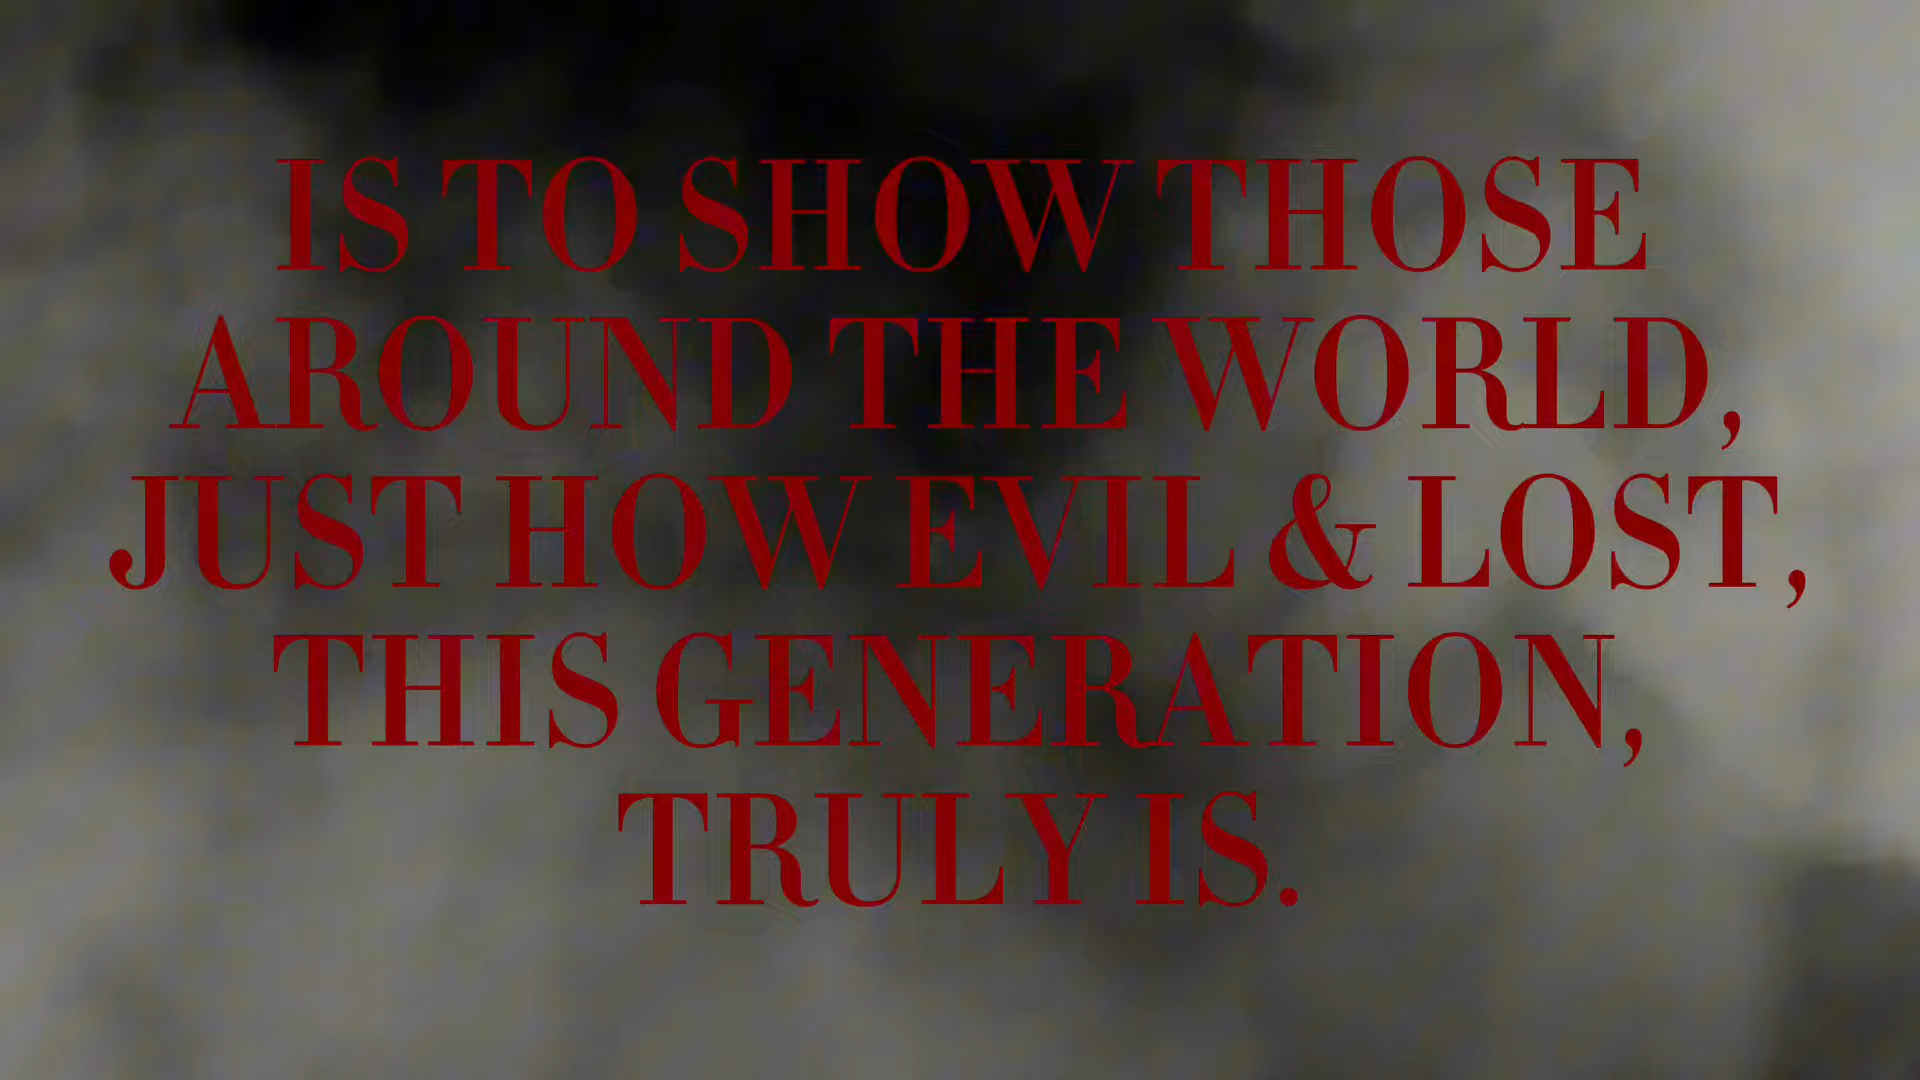 IS TO SHOW THOSE
AROUND THE WORLD,
JUST HOW EVIL & LOST,
THIS GENERATION,
TRULY IS.